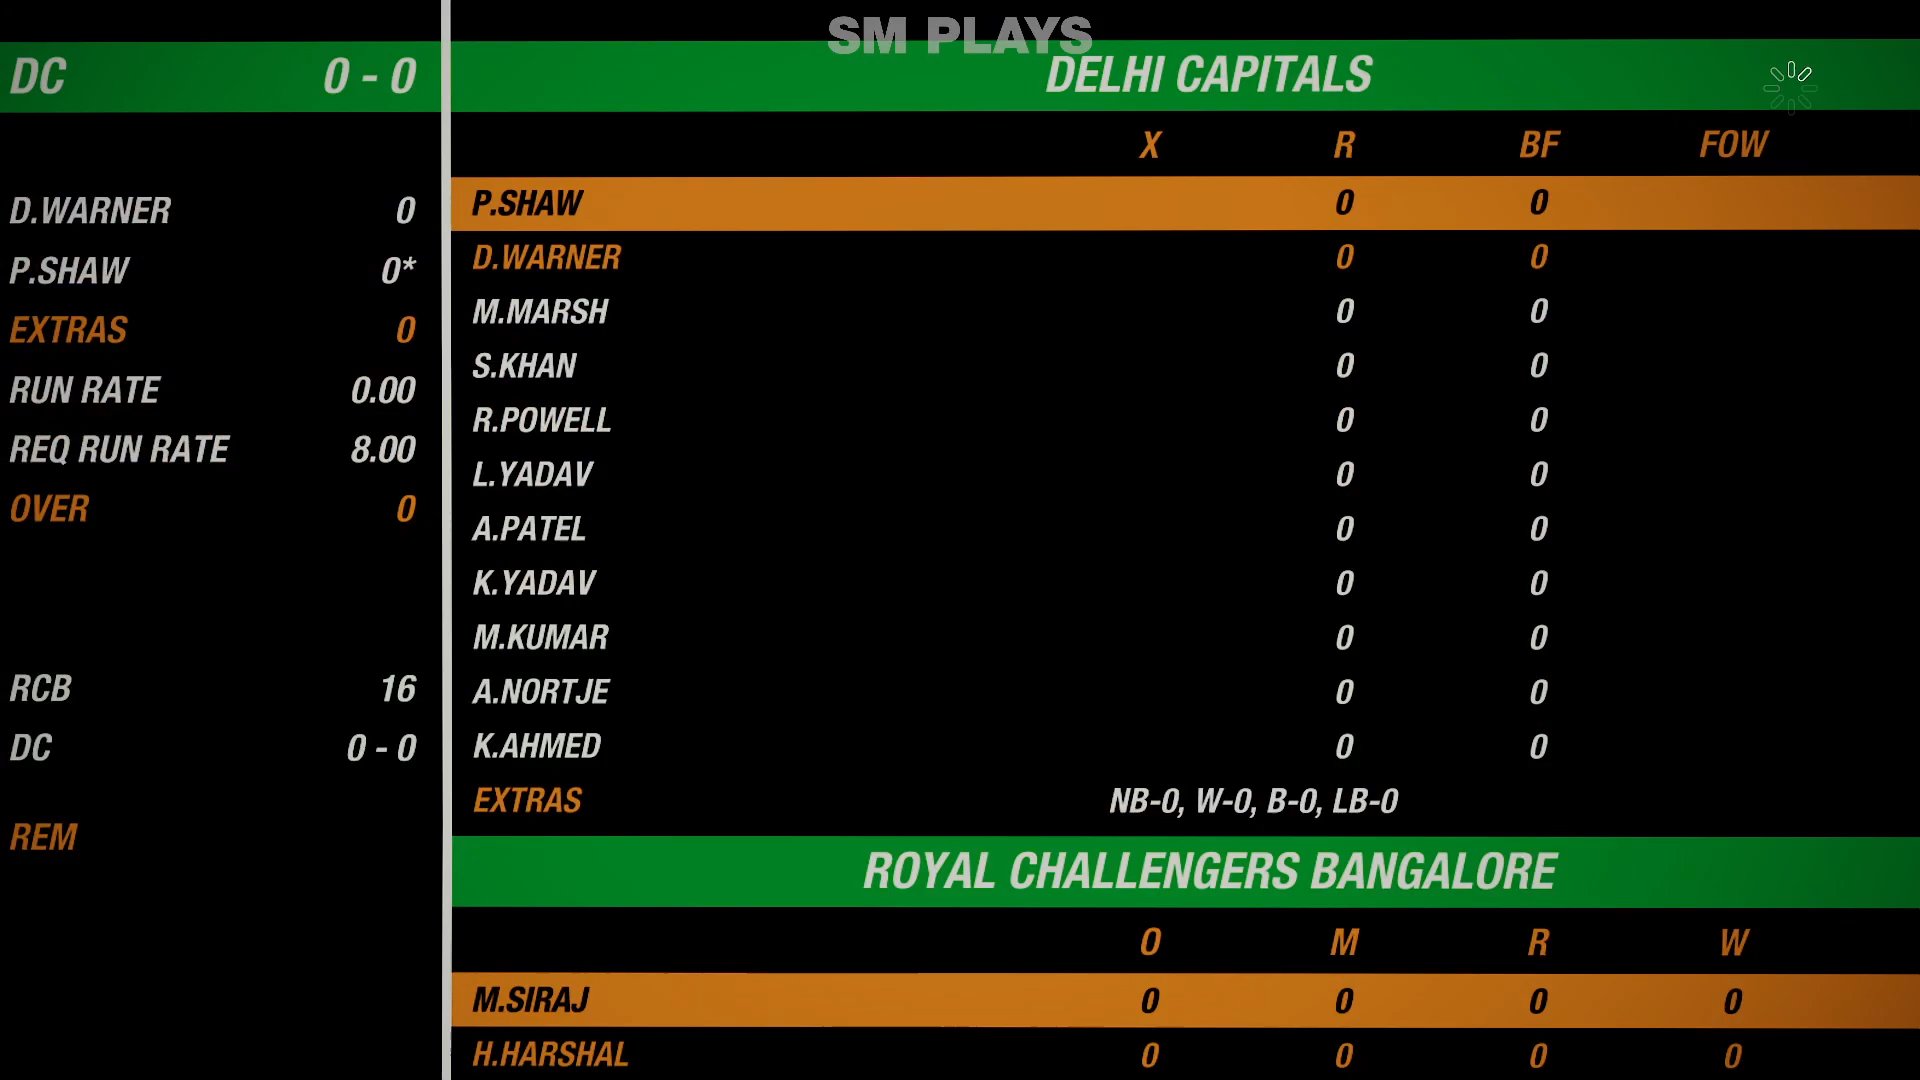 SM PLAYS
DC 0 - 0
D.WARNER 0
P.SHAW 0*
EXTRAS 0
RUN RATE 0.00
REQ RUN RATE 8.00
OVER 0
RCB 16
DC 0 - 0
REM
DELHI CAPITALS
X R BF FOW
P.SHAW 0 0
D.WARNER 0 0
M.MARSH 0 0
S.KHAN 0 0
R.POWELL 0 0
L.YADAV 0 0
A.PATEL 0 0
K.YADAV 0 0
M.KUMAR 0 0
A.NORTJE 0 0
K.AHMED 0 0
EXTRAS NB-0, W-0, B-0, LB-0
ROYAL CHALLENGERS BANGALORE
O M R W
M.SIRAJ 0 0 0 0
H.HARSHAL 0 0 0 0